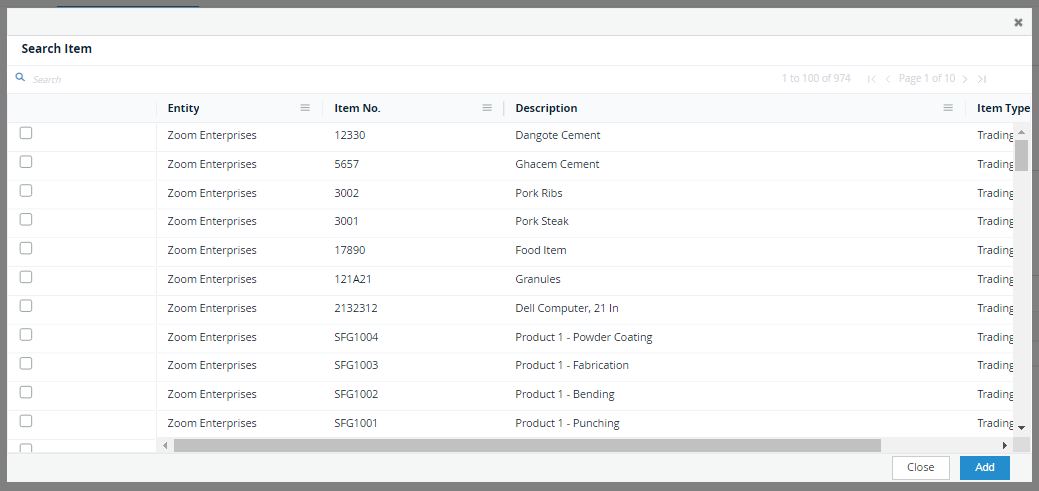 Search Item
Search 1 to 100 of 974 Page 1 of 10
Entity Item No. Description Item Type
Zoom Enterprises 12330 Dangote Cement Trading
Zoom Enterprises 5657 Ghacem Cement Trading
Zoom Enterprises 3002 Pork Ribs Trading
Zoom Enterprises 3001 Pork Steak Trading
Zoom Enterprises 17890 Food Item Trading
Zoom Enterprises 121A21 Granules Trading
Zoom Enterprises 2132312 Dell Computer, 21 In Trading
Zoom Enterprises SFG1004 Product 1 - Powder Coating Trading
Zoom Enterprises SFG1003 Product 1 - Fabrication Trading
Zoom Enterprises SFG1002 Product 1 - Bending Trading
Zoom Enterprises SFG1001 Product 1 - Punching Trading
Close Add